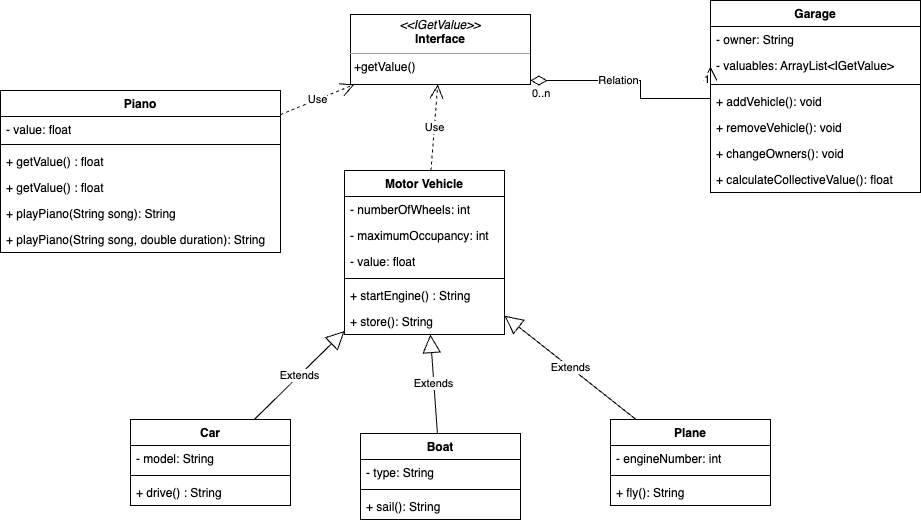 <<IGetValue>>
Interface
+getValue()
Garage
- owner: String
- valuables: ArrayList<IGetValue>
+ addVehicle(): void
+ removeVehicle(): void
+ changeOwners(): void
+ calculateCollectiveValue(): float
0..n
Relation
1
Piano
- value: float
+ getValue() : float
+ getValue() : float
+ playPiano(String song): String
+ playPiano(String song, double duration): String
Use
Use
Motor Vehicle
- numberOfWheels: int
- maximumOccupancy: int
- value: float
+ startEngine() : String
+ store(): String
Extends
Extends
Extends
Car
- model: String
+ drive() : String
Boat
- type: String
+ sail(): String
Plane
- engineNumber: int
+ fly(): String